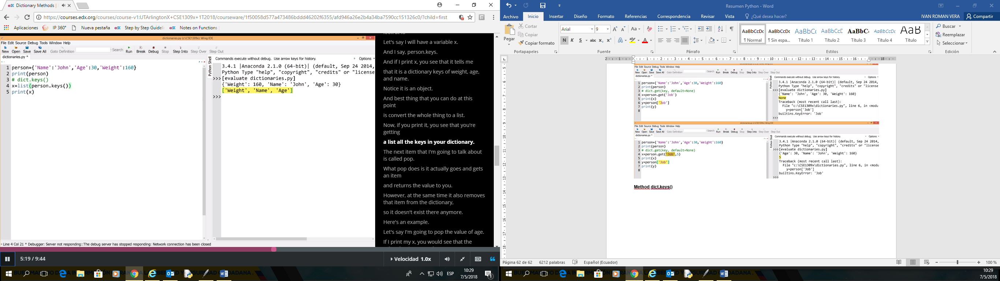 Dictionary Methods |
https://courses.edx.org/courses/course-v1:UTArlingtonX+CSE1309x+1T2018/courseware/1f50058d577a473486bddd46202f6355/afd946a26e2b4a34ba7590cc151326c0/?child=first
Aplicaciones IP 360° Nueva pestaña Step by Step Guideli Notes on Functions
dictionaries.py (c:\CSE1309x): Wing IDE
File Edit Source Debug Tools Window Help
New Open Save Save All Goto Definition Search Run Break Debug Stop Step Into Step Over Step Out
dictionaries.py *
1 person={'Name':'John','Age':30,'Weight':160}
2 print(person)
3 # dict.keys()
4 x=list(person.keys())
5 print(x)
Python Shell
Commands execute without debug. Use arrow keys for history. Options
3.4.1 |Anaconda 2.1.0 (64-bit)| (default, Sep 24 2014,
Python Type "help", "copyright", "credits" or "license
>>> [evaluate dictionaries.py]
{'Weight': 160, 'Name': 'John', 'Age': 30}
['Weight', 'Name', 'Age']
>>>
Line 4 Col 21 * Debugger: Server not responding::The debug server has stopped responding: Network connection has been closed
Let's say I will have a variable x.
And I say, person.keys.
And if I print x, you see that it tells me
that it is a dictionary keys of weight, age,
and name.
Notice it is an object.
And best thing that you can do at this
point
is convert the whole thing to a list.
Now, if you print it, you see that you're
getting
a list all the keys in your dictionary.
The next item that I'm going to talk about
is called pop.
What pop does is it actually goes and gets
an item
and returns the value to you.
However, at the same time it also removes
that item from the dictionary,
so it doesn't exist there anymore.
Here's an example.
Let's say I'm going to pop the value of age.
If I print my x, you would see that the
5:19 / 9:44
Velocidad 1.0x
ESP
10:29
7/5/2018
Resumen Python - Word
Archivo Inicio Insertar Diseño Formato Referencias Correspondencia Revisar Vista ¿Qué desea hacer? IVAN ROMAN VERA Compartir
Pegar
Cortar
Copiar
Copiar formato
Portapapeles
Arial 9
N K S abc x₂ x²
Fuente
Párrafo
AaBbCcDc ¶ Normal
AaBbCcDc ¶ Sin espa...
AaBbC( Título 1
AaBbCcE Título 2
AaBbC Título 3
AaBbCcDc Título 4
AaB Título
Estilos
Buscar
Reemplazar
Seleccionar
Edición
File Edit Source Debug Tools Window Help
New Open Save Save All Goto Definition Search Run Break Debug Stop Step Into Step Over Step Out
dictionaries.py *
1 person={'Name':'John','Age':30,'Weight':160}
2 print(person)
3 # dict.get(key, default=None)
4 x=person.get('Job')
5 print(x)
6 y=person['Job']
7 print(y)
8
Python Shell
Commands execute without debug. Use arrow keys for history. Options
3.4.1 |Anaconda 2.1.0 (64-bit)| (default, Sep 24 2014,
Python Type "help", "copyright", "credits" or "license
>>> [evaluate dictionaries.py]
{'Name': 'John', 'Age': 30, 'Weight': 160}
None
Traceback (most recent call last):
File "c:\CSE1309x\dictionaries.py", line 6, in <modu
y=person['Job']
builtins.KeyError: 'Job'
>>>
dictionaries.py (c:\CSE1309x): Wing IDE
File Edit Source Debug Tools Window Help
New Open Save Save All Goto Definition Search Run Break Debug Stop Step Into Step Over Step Out
dictionaries.py *
1 person={'Name':'John','Age':30,'Weight':160}
2 print(person)
3 # dict.get(key, default=None)
4 x=person.get('Job',5)
5 print(x)
6 y=person['Job']
7 print(y)
8
Python Shell
Commands execute without debug. Use arrow keys for history. Options
3.4.1 |Anaconda 2.1.0 (64-bit)| (default, Sep 24 2014,
Python Type "help", "copyright", "credits" or "license
>>> [evaluate dictionaries.py]
{'Age': 30, 'Name': 'John', 'Weight': 160}
5
Traceback (most recent call last):
File "c:\CSE1309x\dictionaries.py", line 6, in <modu
y=person['Job']
builtins.KeyError: 'Job'
>>>
Method dict.keys()
Página 62 de 62 6212 palabras Español (Ecuador) 100 %
10:29
7/5/2018